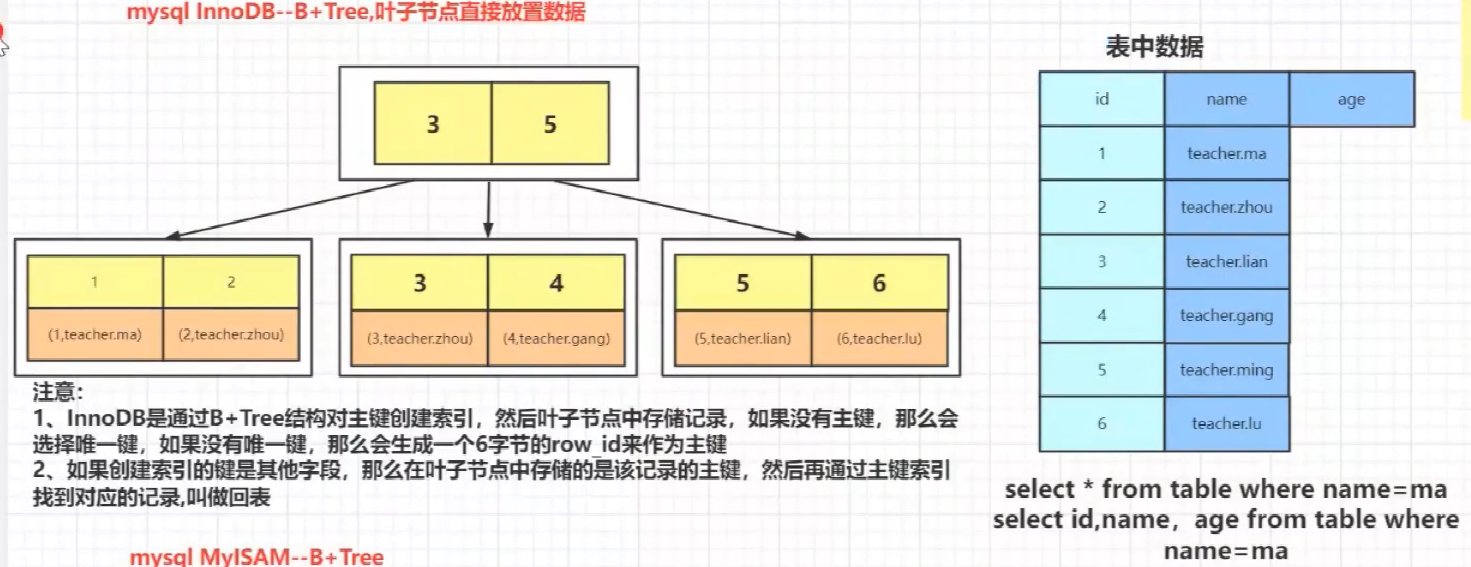 mysql InnoDB--B+Tree,叶子节点直接放置数据
3 5
1 2
(1,teacher.ma) (2,teacher.zhou)
3 4
(3,teacher.zhou) (4,teacher.gang)
5 6
(5,teacher.lian) (6,teacher.lu)
注意：
1、InnoDB是通过B+Tree结构对主键创建索引，然后叶子节点中存储记录，如果没有主键，那么会
选择唯一键，如果没有唯一键，那么会生成一个6字节的row_id来作为主键
2、如果创建索引的键是其他字段，那么在叶子节点中存储的是该记录的主键，然后再通过主键索引
找到对应的记录,叫做回表
mysql MyISAM--B+Tree
表中数据
id name age
1 teacher.ma
2 teacher.zhou
3 teacher.lian
4 teacher.gang
5 teacher.ming
6 teacher.lu
select * from table where name=ma
select id,name，age from table where
name=ma